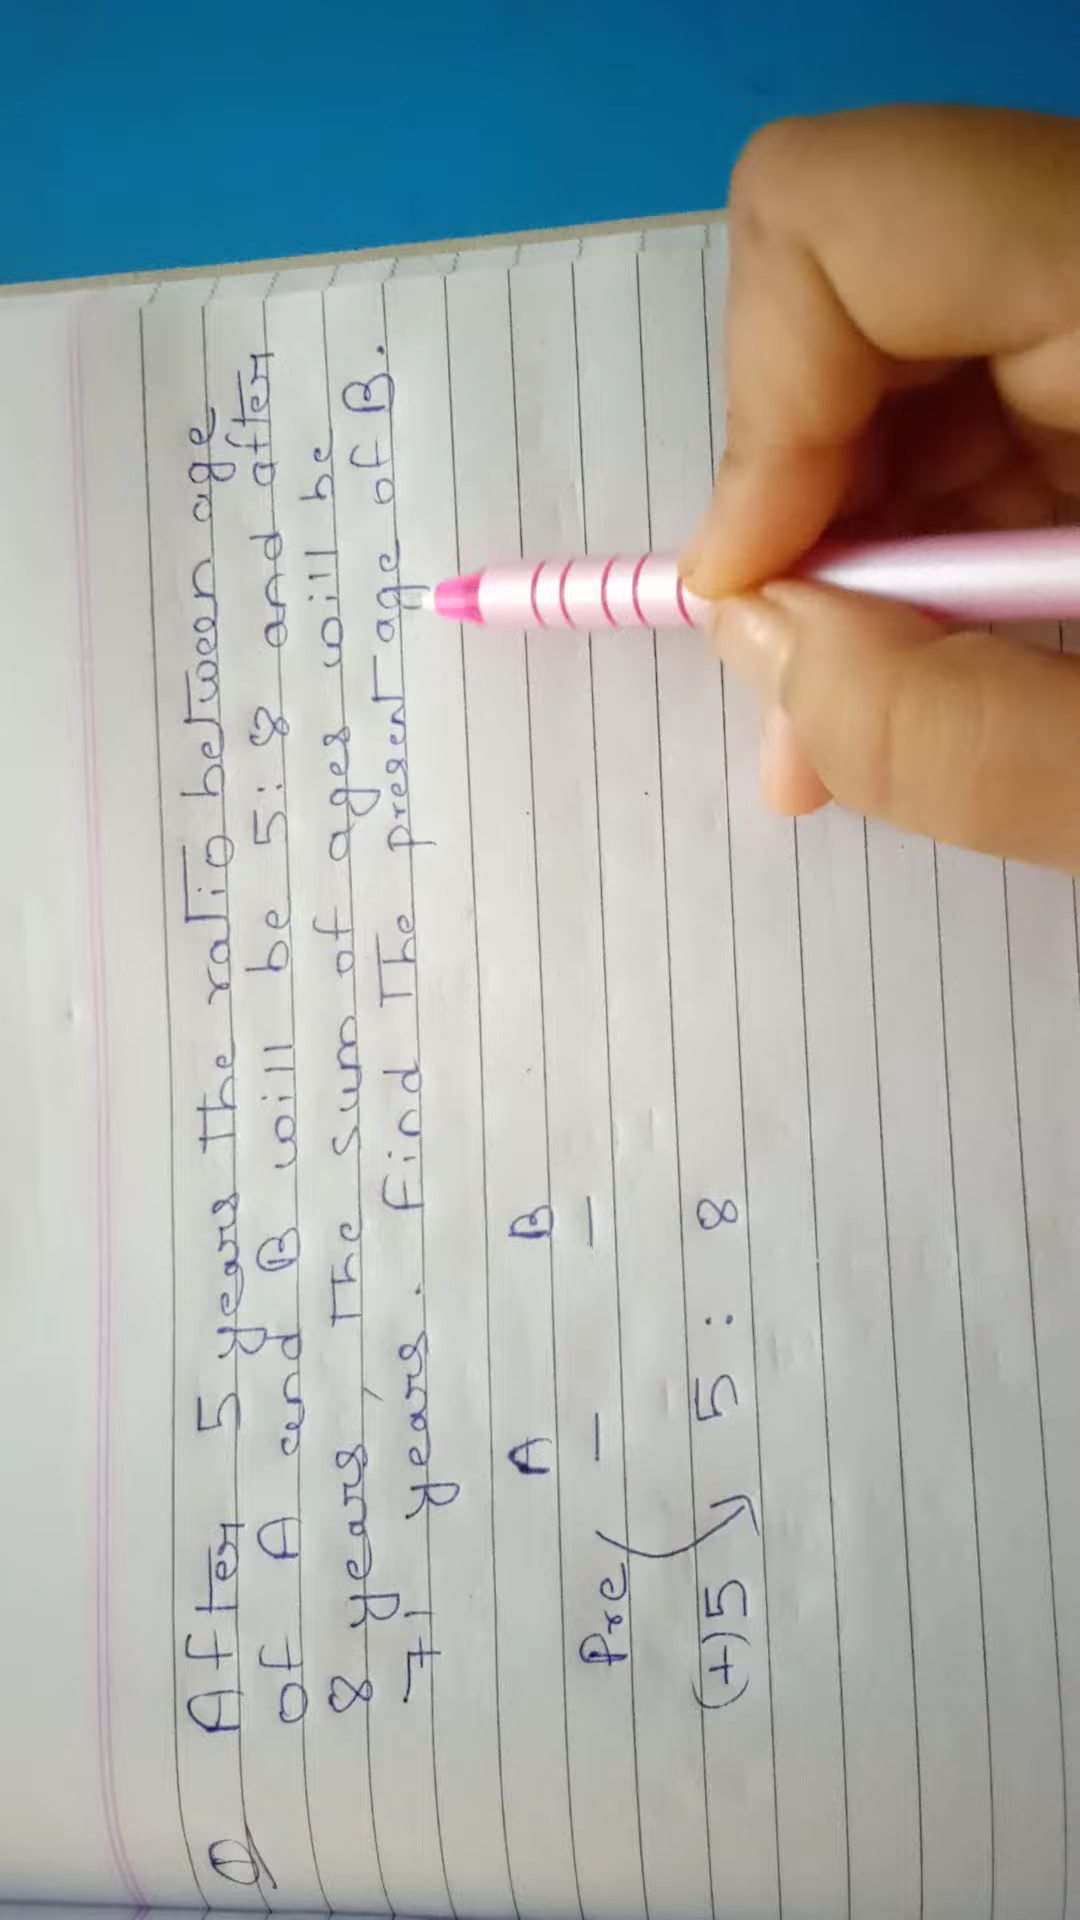 Q After 5 years the ratio between age
of A and B will be 5:8 and after
8 years, the sum of ages will be
71 years. Find the present age of B.
A B
Pre — —
(+)5 5 : 8